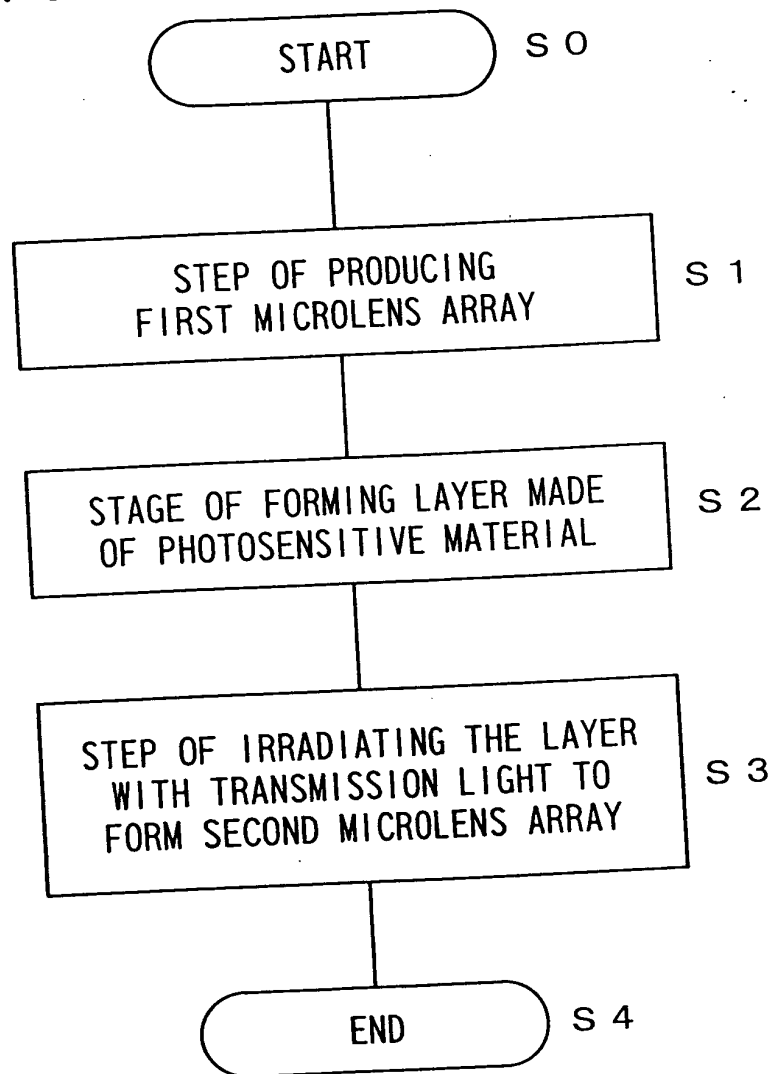 START
S 0
STEP OF PRODUCING
FIRST MICROLENS ARRAY
S 1
STAGE OF FORMING LAYER MADE
OF PHOTOSENSITIVE MATERIAL
S 2
STEP OF IRRADIATING THE LAYER
WITH TRANSMISSION LIGHT TO
FORM SECOND MICROLENS ARRAY
S 3
END
S 4